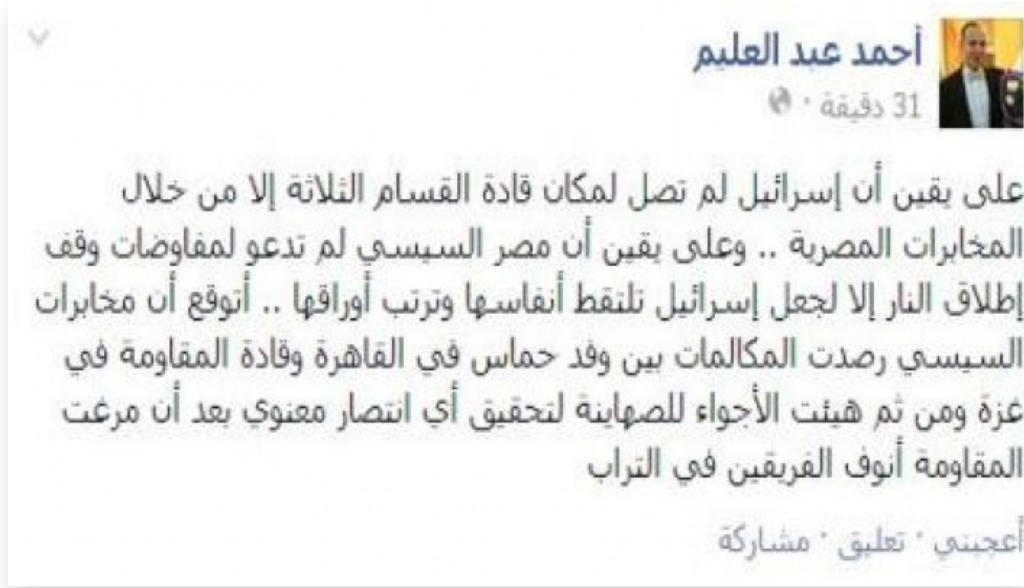 أحمد عبد العليم
31 دقيقة ·
على يقين أن إسرائيل لم تصل لمكان قادة القسام الثلاثة إلا من خلال
المخابرات المصرية .. وعلى يقين أن مصر السيسي لم تدعو لمفاوضات وقف
إطلاق النار إلا لجعل إسرائيل تلتقط أنفاسها وترتب أوراقها .. أتوقع أن مخابرات
السيسي رصدت المكالمات بين وفد حماس في القاهرة وقادة المقاومة في
غزة ومن ثم هيئت الأجواء للصهاينة لتحقيق أي انتصار معنوي بعد أن مرغت
المقاومة أنوف الفريقين في التراب
أعجبني · تعليق · مشاركة